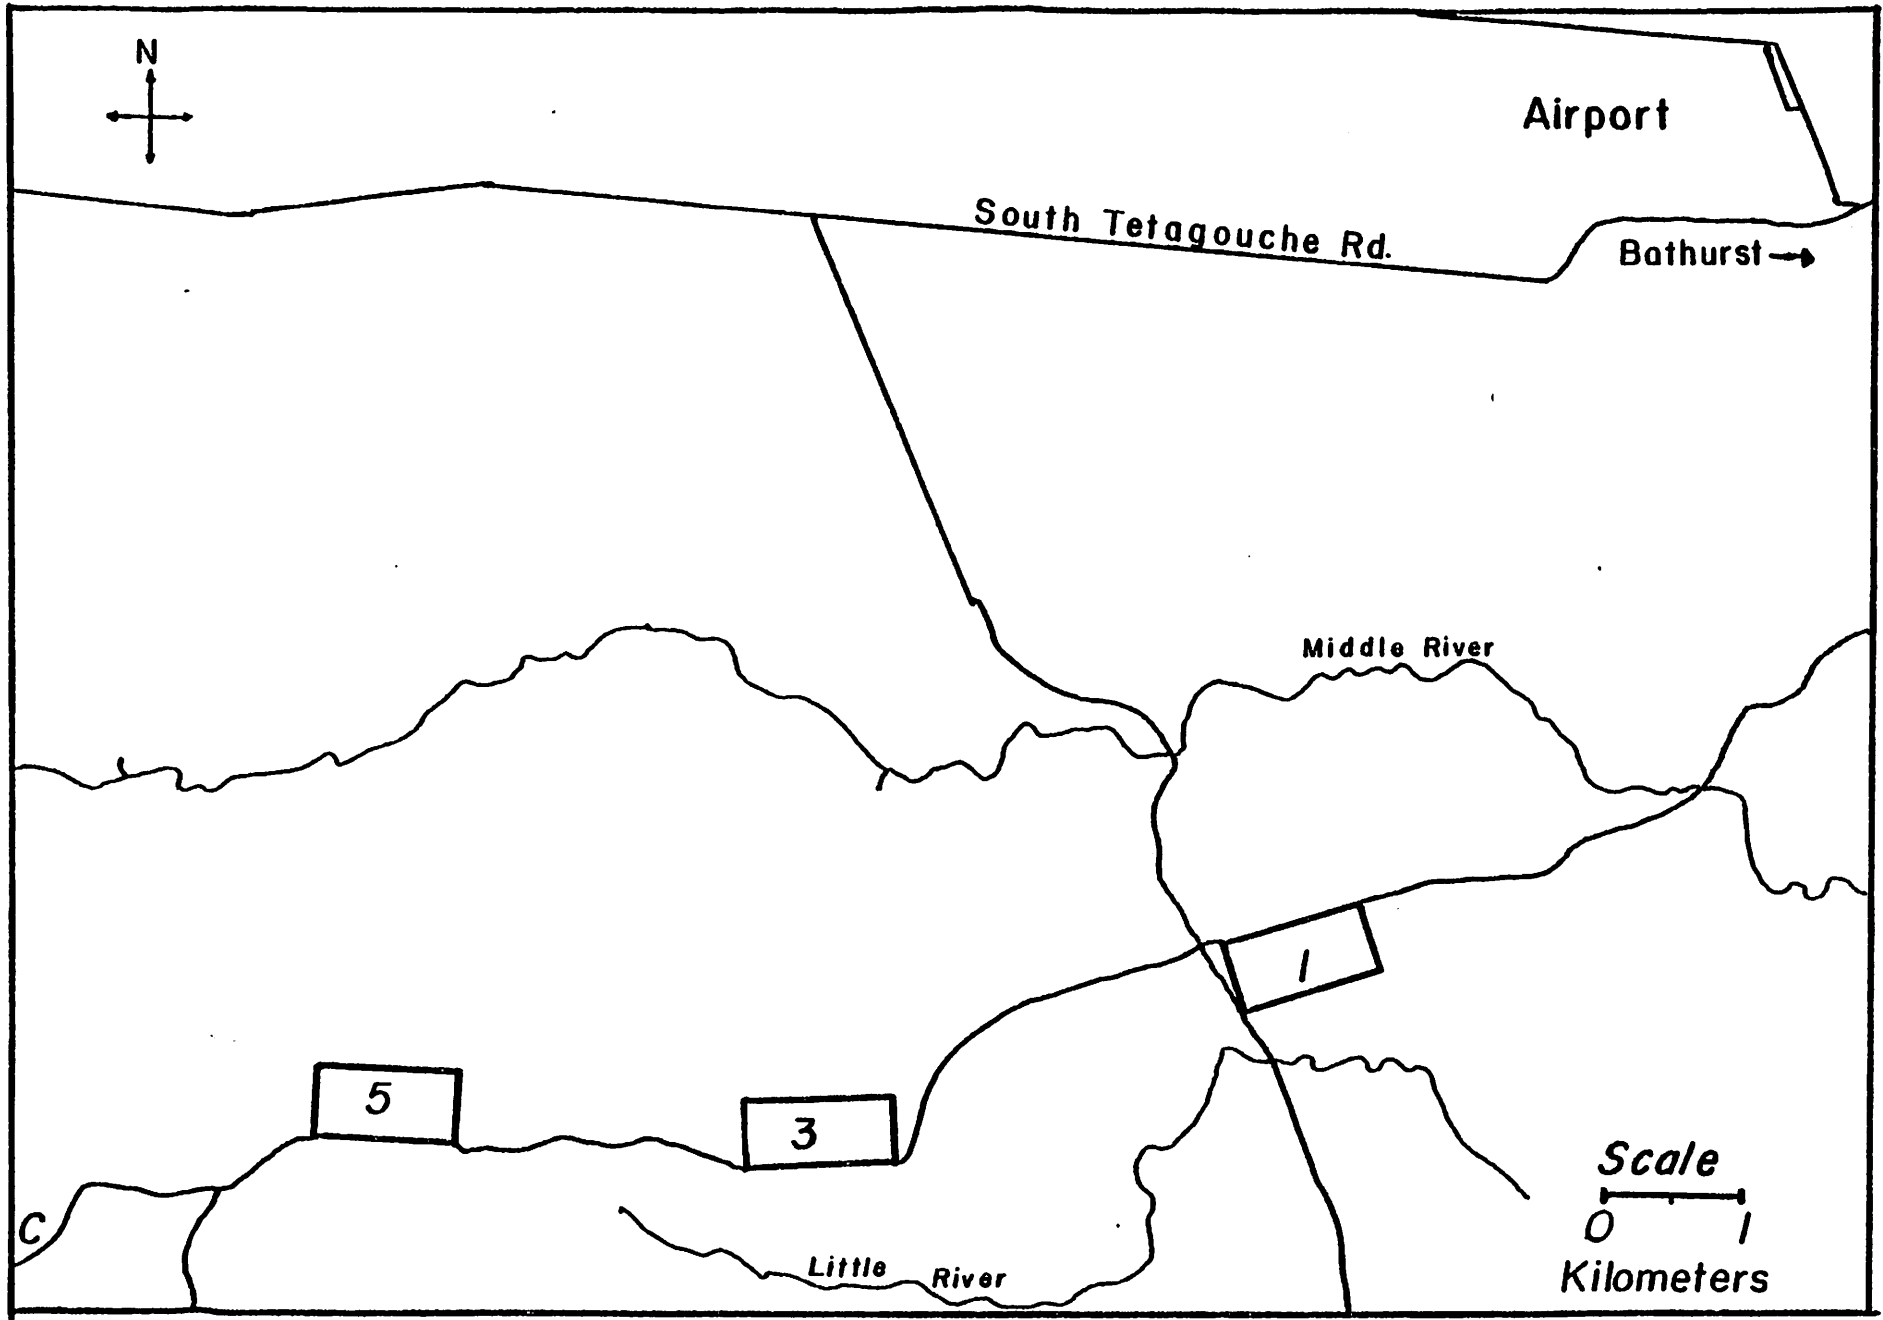 N
Airport
South Tetagouche Rd.
Bathurst
Middle River
1
5
3
Scale
0 1
Kilometers
C
Little River